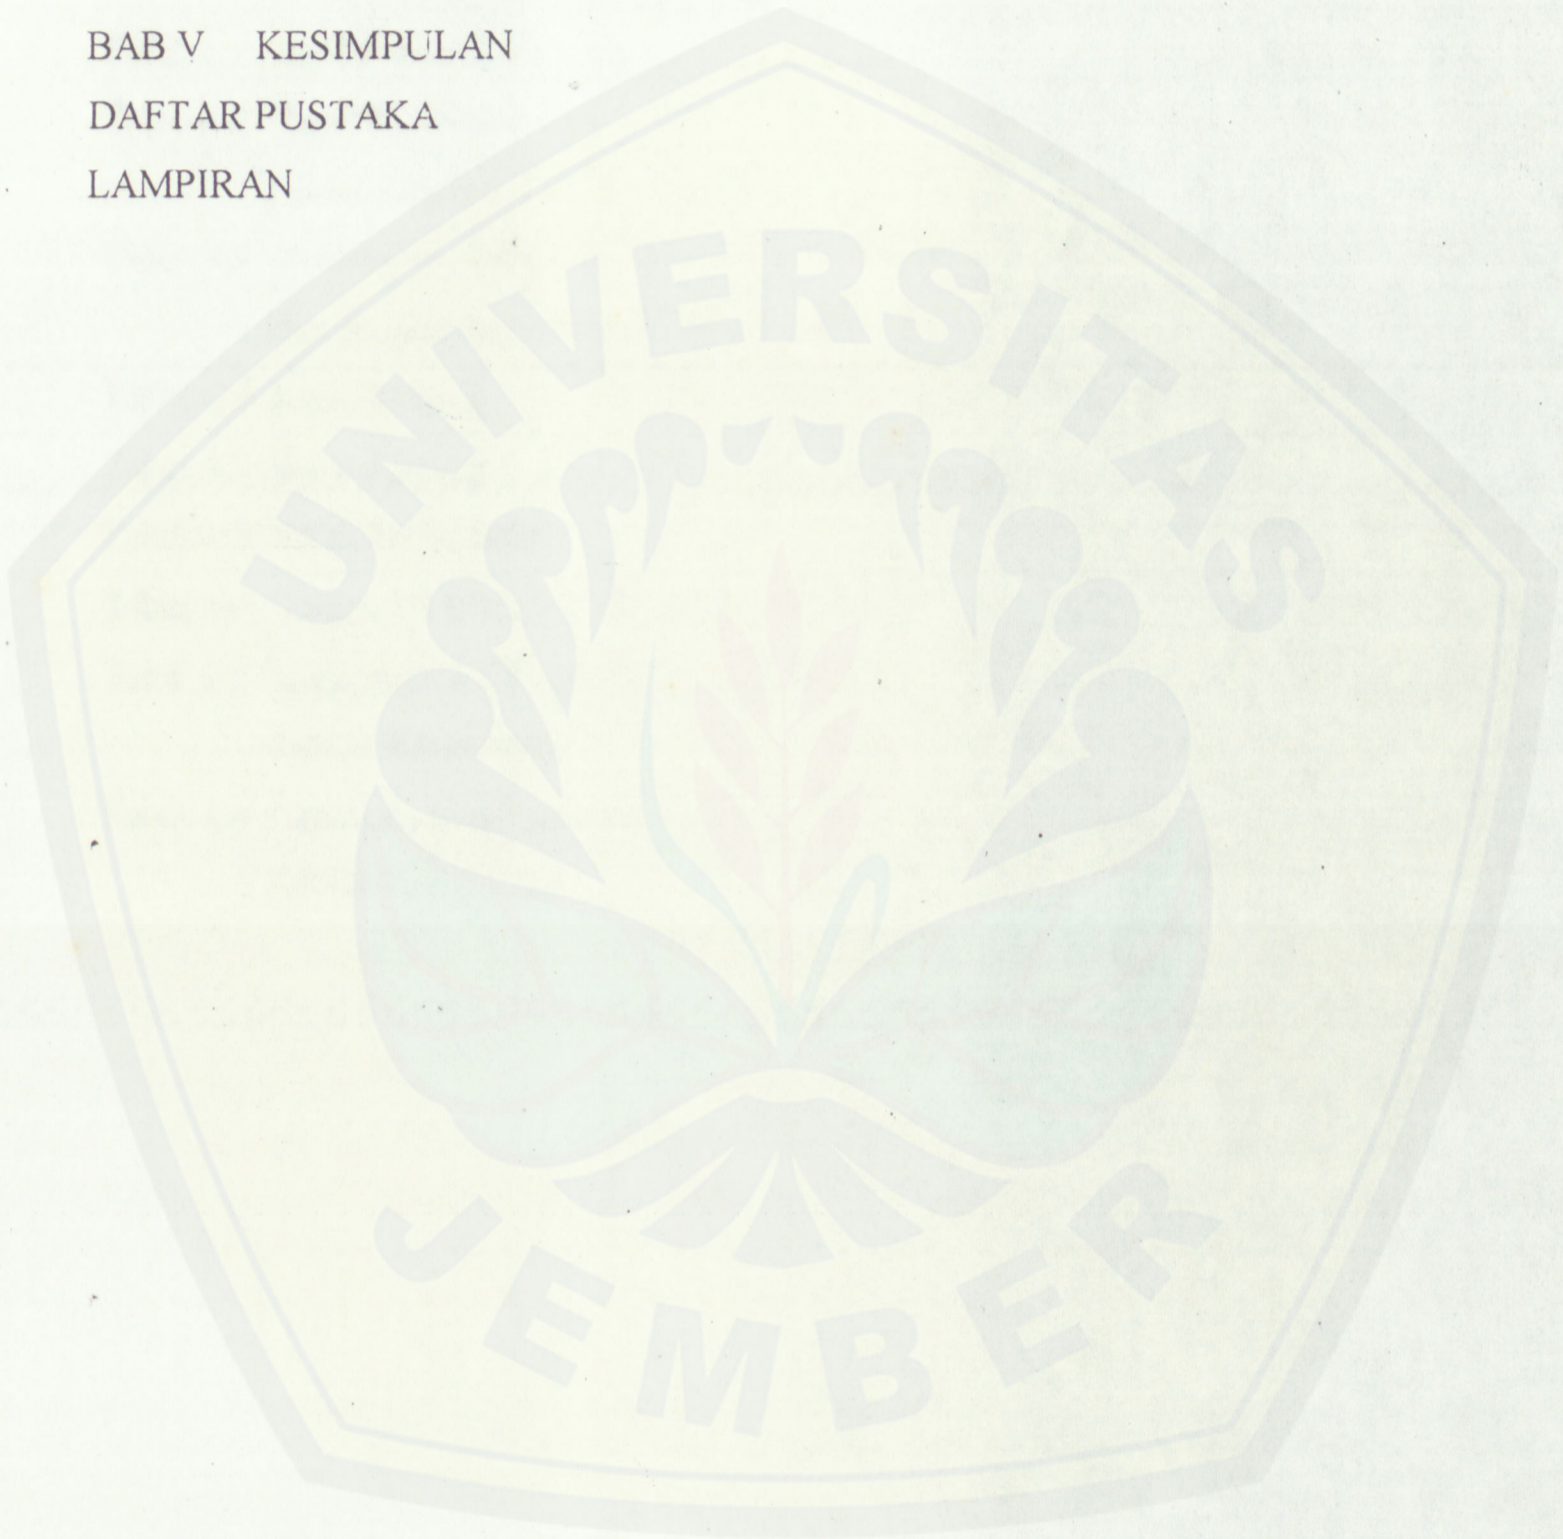 BAB V KESIMPULAN
DAFTAR PUSTAKA
LAMPIRAN
UNIVERSITAS
JEMBER